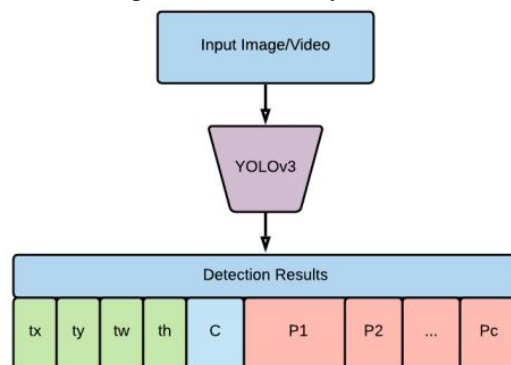 Input Image/Video
YOLOv3
Detection Results
tx ty tw th C P1 P2 ... Pc